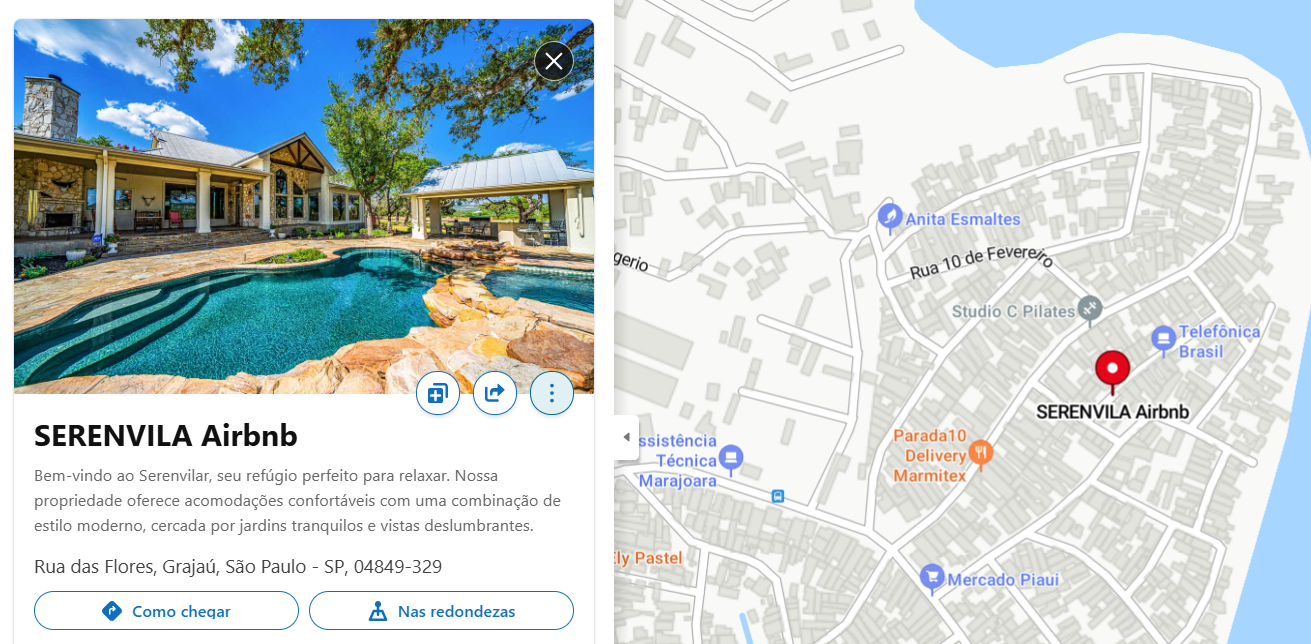 SERENVILA Airbnb
Bem-vindo ao Serenvilar, seu refúgio perfeito para relaxar. Nossa
propriedade oferece acomodações confortáveis com uma combinação de
estilo moderno, cercada por jardins tranquilos e vistas deslumbrantes.
Rua das Flores, Grajaú, São Paulo - SP, 04849-329
Como chegar
Nas redondezas
Anita Esmaltes
Rua 10 de Fevereiro
gerio
Studio C Pilates
Telefônica
Brasil
SERENVILA Airbnb
Parada10
Delivery
Marmitex
ssistência
Técnica
Marajoara
Ely Pastel
Mercado Piaui